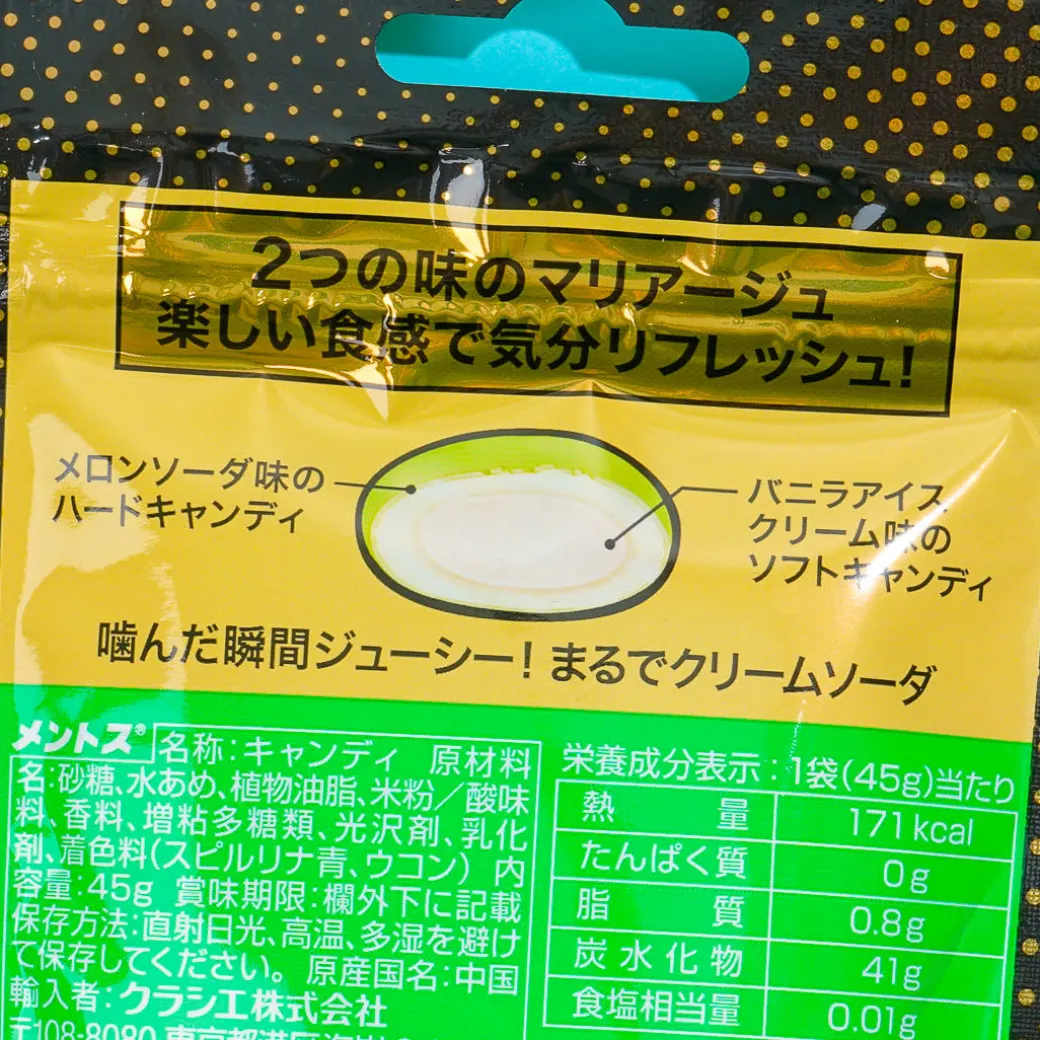 2つの味のマリアージュ
楽しい食感で気分リフレッシュ!
メロンソーダ味の
ハードキャンディ
バニラアイス
クリーム味の
ソフトキャンディ
噛んだ瞬間ジューシー!まるでクリームソーダ
メントス® 名称:キャンディ 原材料
名:砂糖、水あめ、植物油脂、米粉/酸味
料、香料、増粘多糖類、光沢剤、乳化
剤、着色料(スピルリナ青、ウコン) 内
容量:45g 賞味期限:欄外下に記載
保存方法:直射日光、高温、多湿を避け
て保存してください。 原産国名:中国
輸入者:クラシエ株式会社
〒108-8080 東京都港区海岸
栄養成分表示:1袋(45g)当たり
熱量 171kcal
たんぱく質 0g
脂質 0.8g
炭水化物 41g
食塩相当量 0.01g